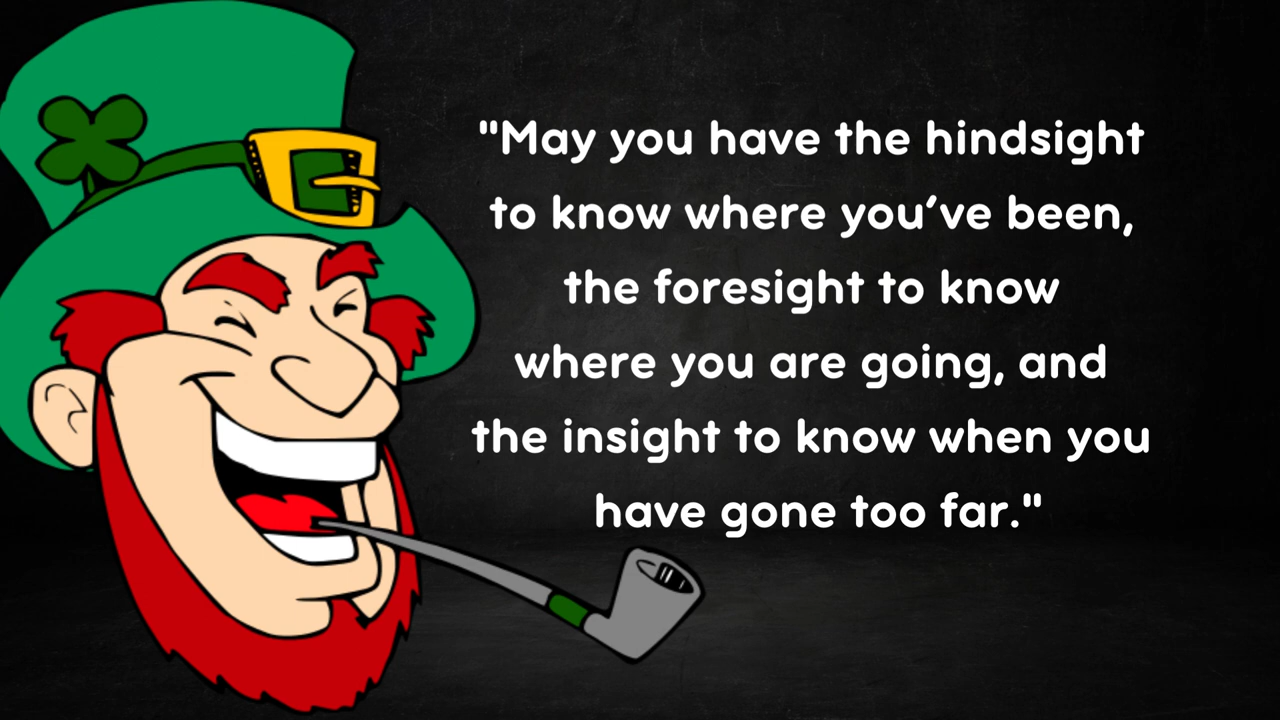 "May you have the hindsight
to know where you've been,
the foresight to know
where you are going, and
the insight to know when you
have gone too far."